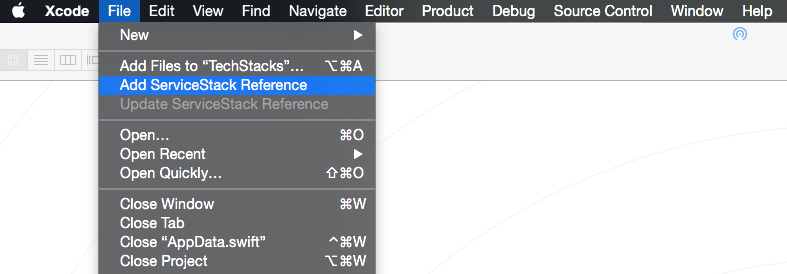 Xcode File Edit View Find Navigate Editor Product Debug Source Control Window Help
New ▶
Add Files to “TechStacks”... ⌥⌘A
Add ServiceStack Reference
Update ServiceStack Reference
Open... ⌘O
Open Recent ▶
Open Quickly... ⇧⌘O
Close Window ⌘W
Close Tab
Close “AppData.swift” ^⌘W
Close Project ⌥⌘W